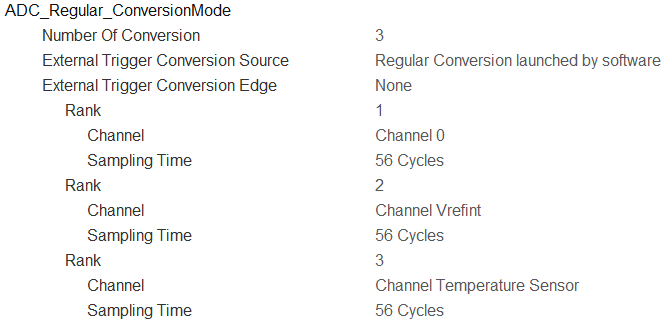 ADC_Regular_ConversionMode
Number Of Conversion 3
External Trigger Conversion Source Regular Conversion launched by software
External Trigger Conversion Edge None
Rank 1
Channel Channel 0
Sampling Time 56 Cycles
Rank 2
Channel Channel Vrefint
Sampling Time 56 Cycles
Rank 3
Channel Channel Temperature Sensor
Sampling Time 56 Cycles